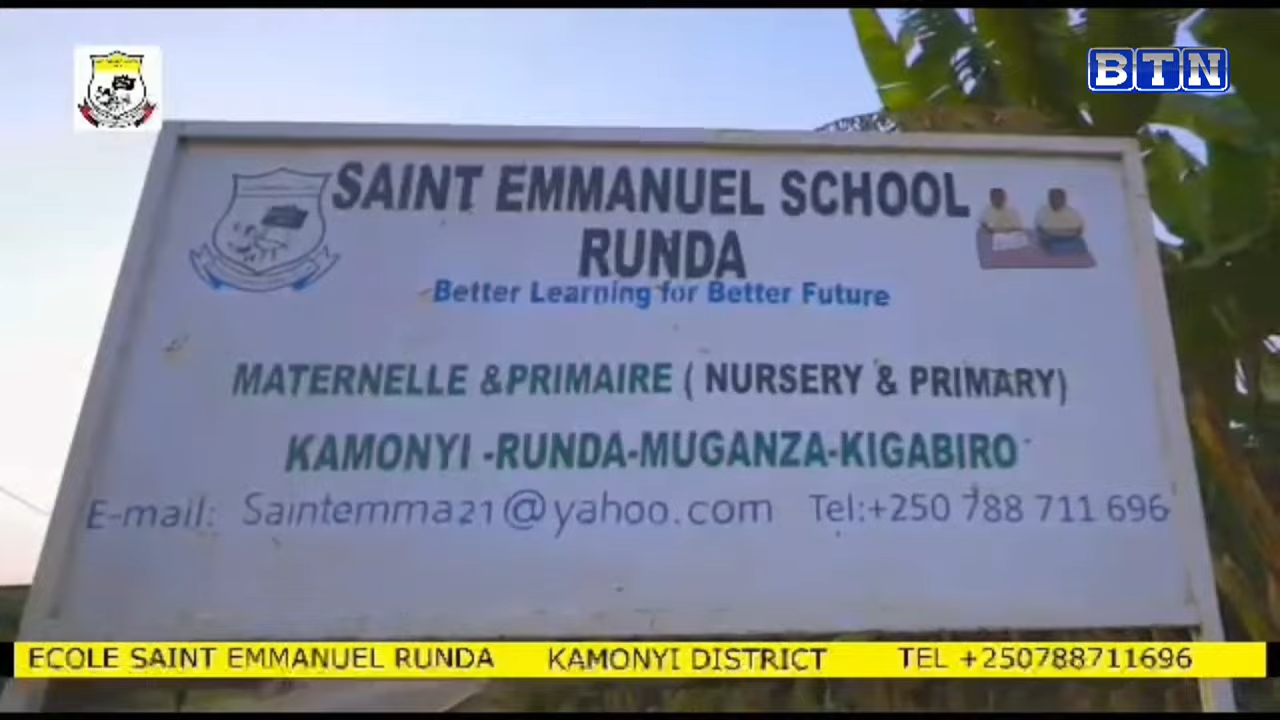 BTN
SAINT EMMANUEL SCHOOL
RUNDA
Better Learning for Better Future
MATERNELLE &PRIMAIRE ( NURSERY & PRIMARY)
KAMONYI -RUNDA-MUGANZA-KIGABIRO
E-mail: Saintemma21@yahoo.com Tel:+250 788 711 696
ECOLE SAINT EMMANUEL RUNDA KAMONYI DISTRICT TEL +250788711696